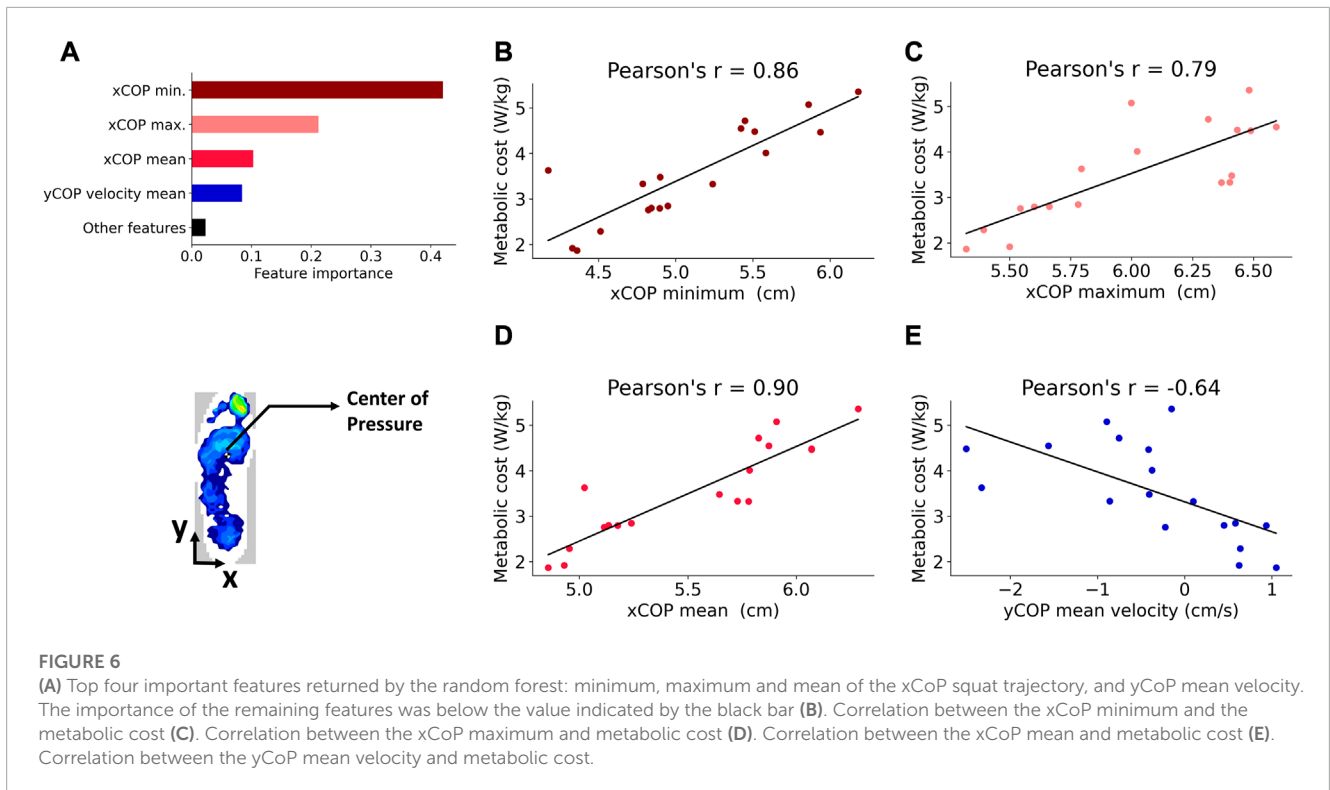 A
xCOP min.
xCOP max.
xCOP mean
yCOP velocity mean
Other features
0.0 0.1 0.2 0.3 0.4
Feature importance
B
Pearson's r = 0.86
Metabolic cost (W/kg)
5
4
3
2
4.5 5.0 5.5 6.0
xCOP minimum (cm)
C
Pearson's r = 0.79
Metabolic cost (W/kg)
5
4
3
2
5.50 5.75 6.00 6.25 6.50
xCOP maximum (cm)
Center of
Pressure
y
x
D
Pearson's r = 0.90
Metabolic cost (W/kg)
5
4
3
2
5.0 5.5 6.0
xCOP mean (cm)
E
Pearson's r = -0.64
Metabolic cost (W/kg)
5
4
3
2
−2 −1 0 1
yCOP mean velocity (cm/s)
FIGURE 6
(A) Top four important features returned by the random forest: minimum, maximum and mean of the xCoP squat trajectory, and yCoP mean velocity.
The importance of the remaining features was below the value indicated by the black bar (B). Correlation between the xCoP minimum and the
metabolic cost (C). Correlation between the xCoP maximum and metabolic cost (D). Correlation between the xCoP mean and metabolic cost (E).
Correlation between the yCoP mean velocity and metabolic cost.